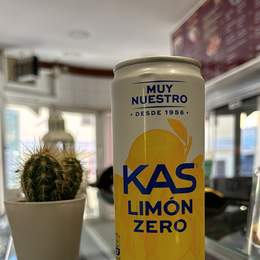 MUY
NUESTRO
• DESDE 1956 •
KAS
LIMÓN
ZERO